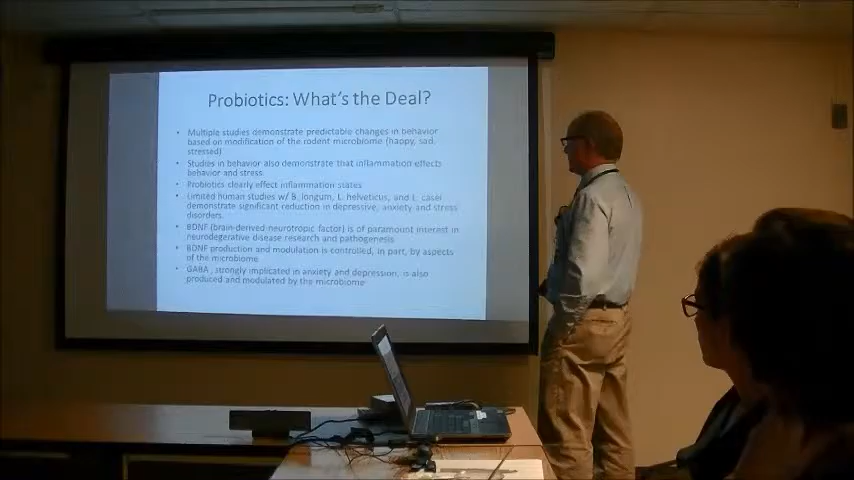 Probiotics: What's the Deal?
• Multiple studies demonstrate predictable changes in behavior
based on modification of the rodent microbiome (happy, sad,
stressed)
• Studies in behavior also demonstrate that inflammation effects
behavior and stress
• Probiotics clearly effect inflammation states
• Limited human studies w/ B. longum, L. helveticus, and L. casei
demonstrate significant reduction in depressive, anxiety and stress
disorders.
• BDNF (brain-derived neurotropic factor) is of paramount interest in
neurodegerative disease research and pathogenesis
• BDNF production and modulation is controlled, in part, by aspects
of the microbiome
• GABA , strongly implicated in anxiety and depression, is also
produced and modulated by the microbiome